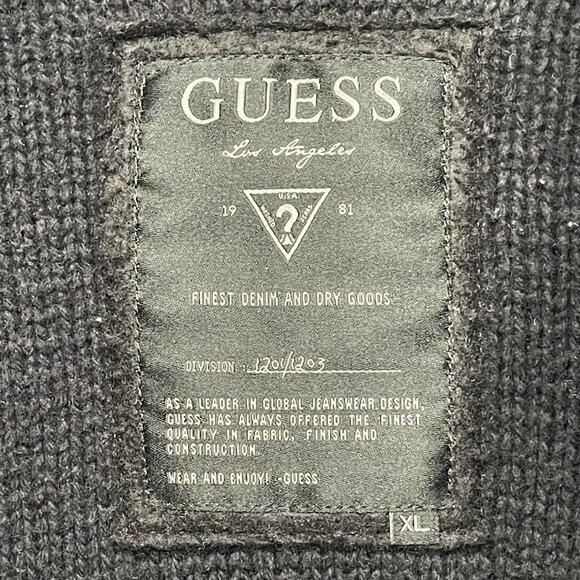 GUESS
Los Angeles
U.S.A.
19 ? 81
FINEST DENIM AND DRY GOODS
DIVISION : 1201/1203
AS A LEADER IN GLOBAL JEANSWEAR DESIGN,
GUESS HAS ALWAYS OFFERED THE FINEST
QUALITY IN FABRIC, FINISH AND
CONSTRUCTION.
WEAR AND ENJOY! -GUESS
XL